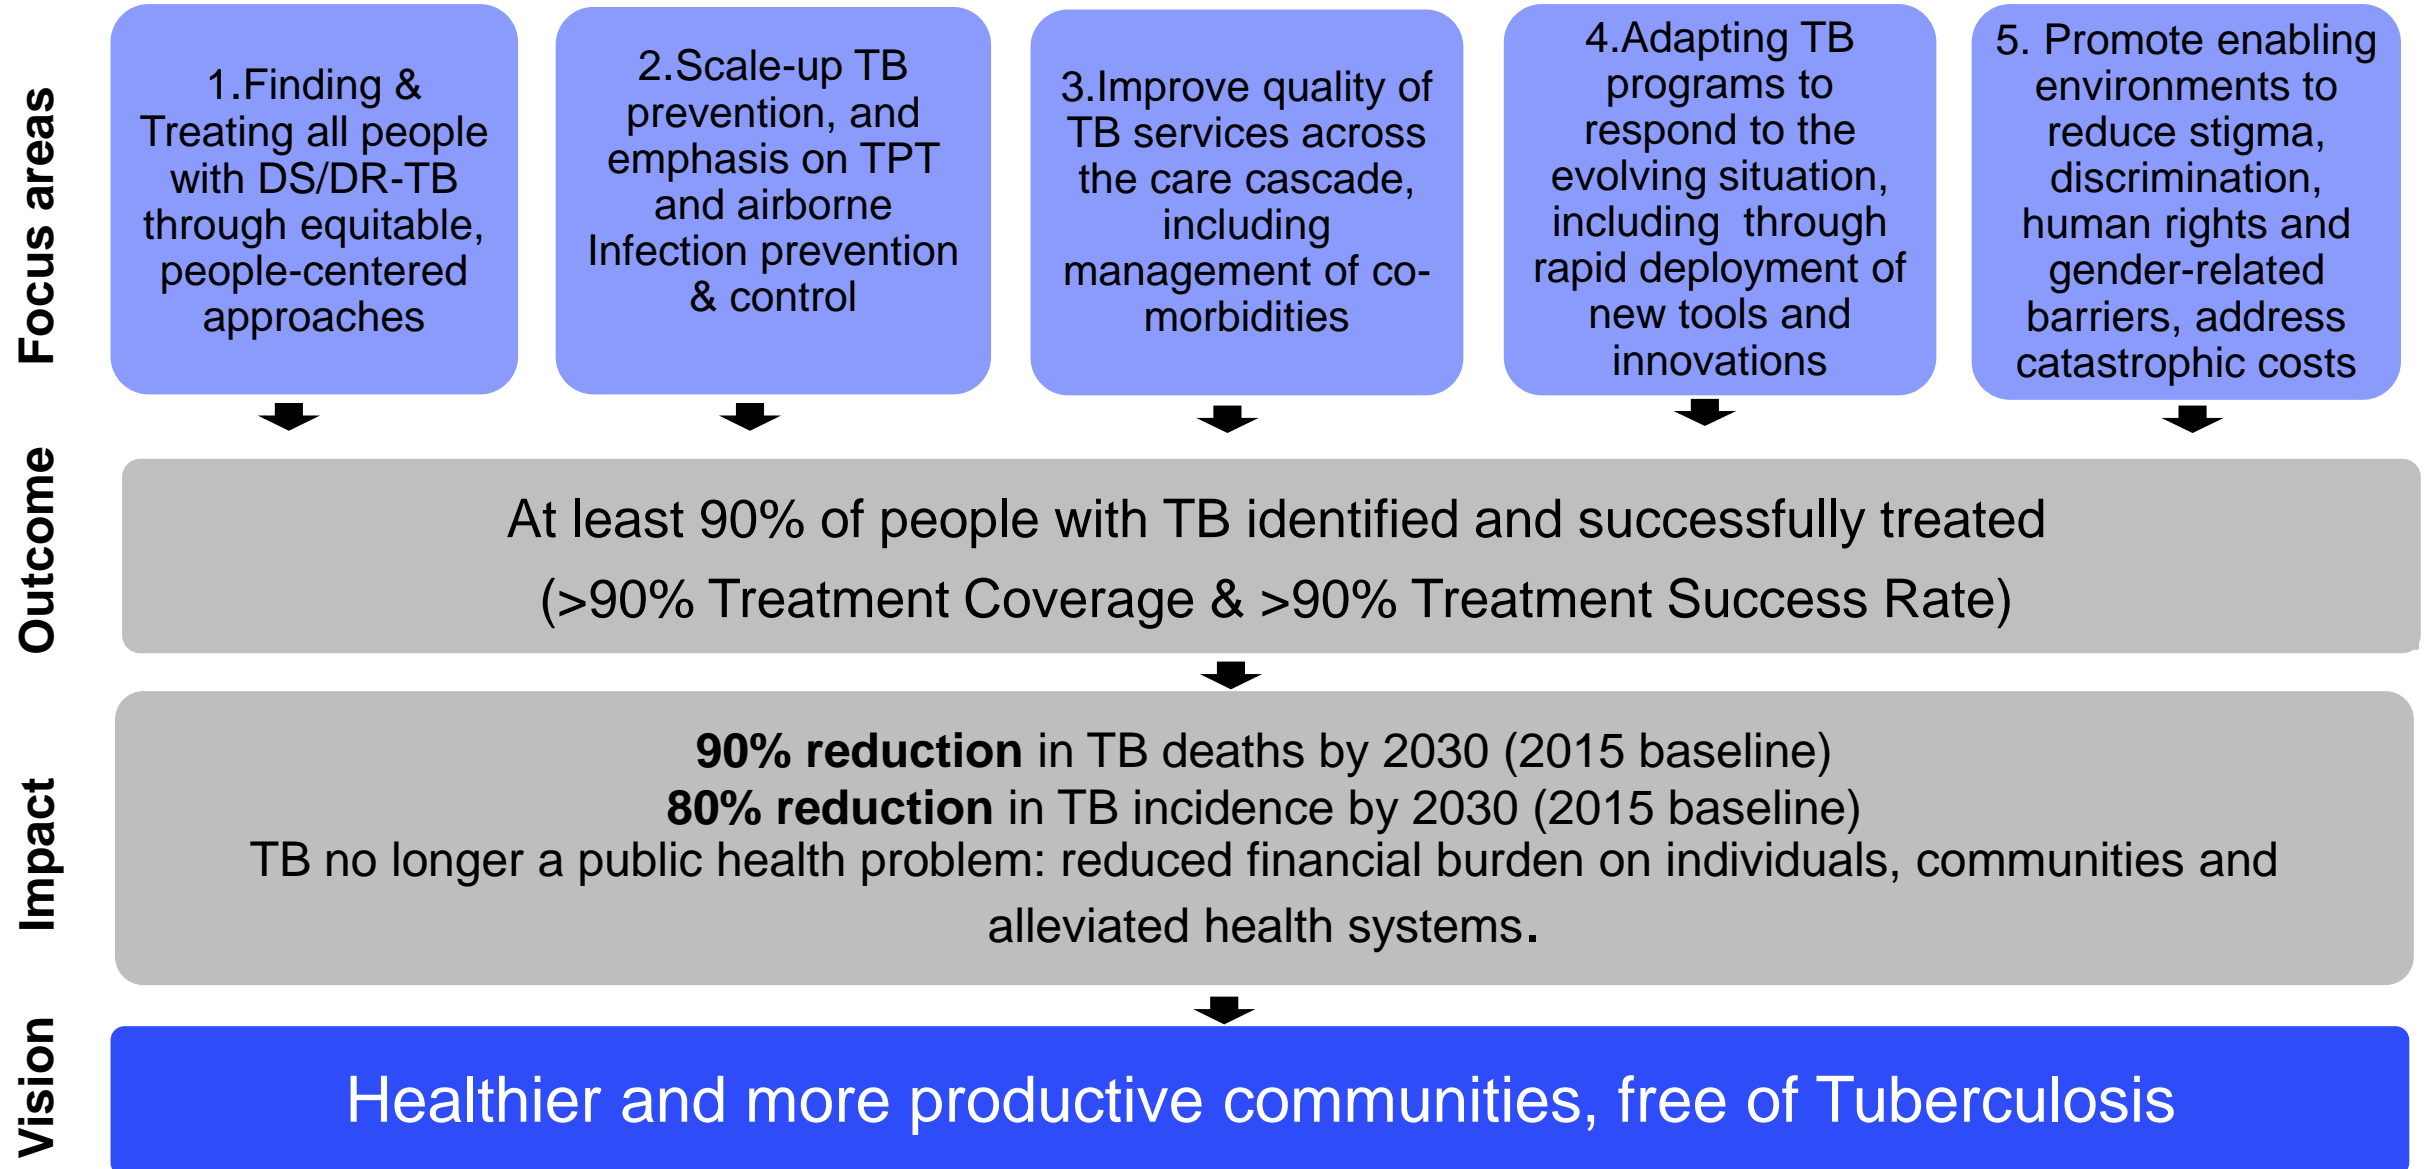 Focus areas
1.Finding &
Treating all people
with DS/DR-TB
through equitable,
people-centered
approaches
2.Scale-up TB
prevention, and
emphasis on TPT
and airborne
Infection prevention
& control
3.Improve quality of
TB services across
the care cascade,
including
management of co-
morbidities
4.Adapting TB
programs to
respond to the
evolving situation,
including through
rapid deployment of
new tools and
innovations
5. Promote enabling
environments to
reduce stigma,
discrimination,
human rights and
gender-related
barriers, address
catastrophic costs
Outcome
At least 90% of people with TB identified and successfully treated
(>90% Treatment Coverage & >90% Treatment Success Rate)
Impact
90% reduction in TB deaths by 2030 (2015 baseline)
80% reduction in TB incidence by 2030 (2015 baseline)
TB no longer a public health problem: reduced financial burden on individuals, communities and
alleviated health systems.
Vision
Healthier and more productive communities, free of Tuberculosis